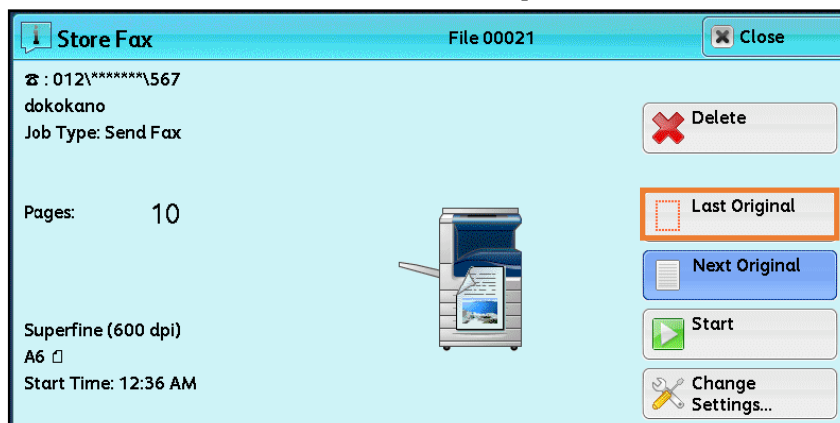 Store Fax
File 00021
Close
☎ : 012\*******\567
dokokano
Job Type: Send Fax
Delete
Pages: 10
Last Original
Next Original
Superfine (600 dpi)
A6
Start Time: 12:36 AM
Start
Change
Settings...